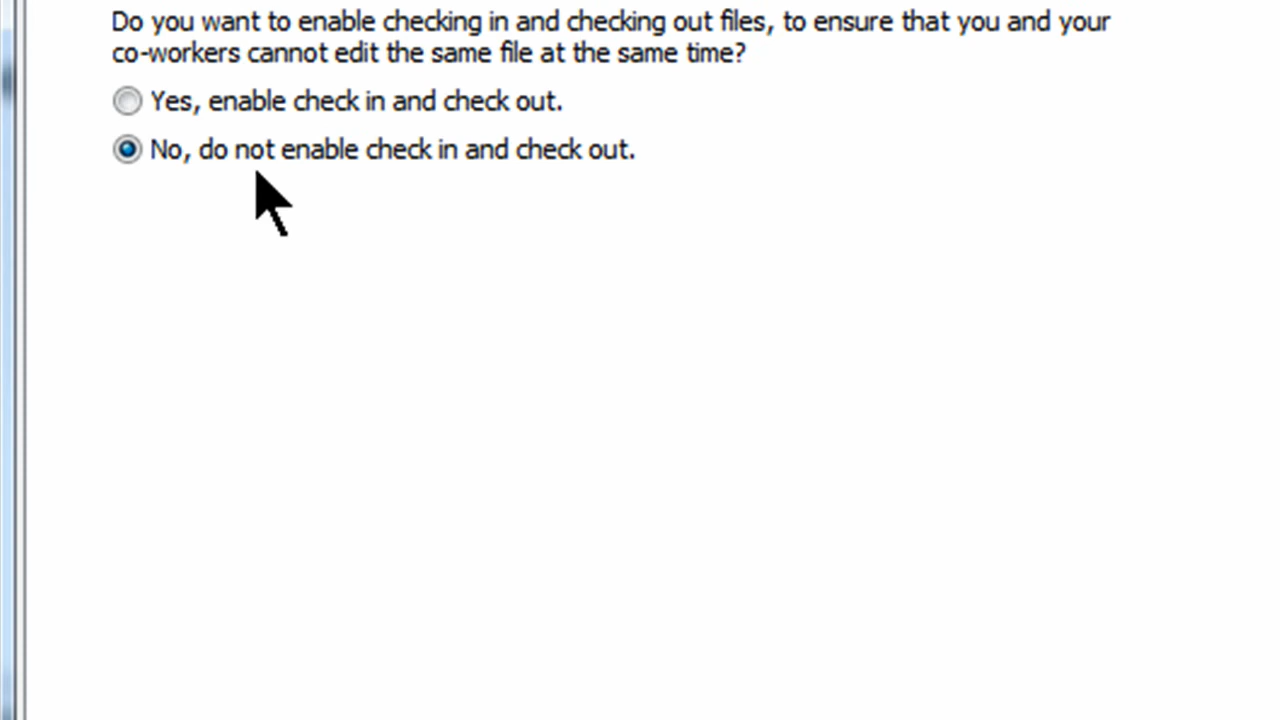 Do you want to enable checking in and checking out files, to ensure that you and your
co-workers cannot edit the same file at the same time?
Yes, enable check in and check out.
No, do not enable check in and check out.